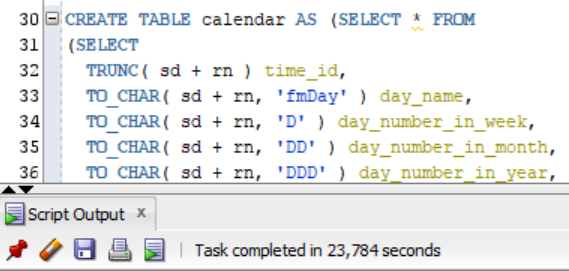 30 CREATE TABLE calendar AS (SELECT * FROM
31 (SELECT
32 TRUNC( sd + rn ) time_id,
33 TO_CHAR( sd + rn, 'fmDay' ) day_name,
34 TO_CHAR( sd + rn, 'D' ) day_number_in_week,
35 TO_CHAR( sd + rn, 'DD' ) day_number_in_month,
36 TO_CHAR( sd + rn, 'DDD' ) day_number_in_year,
Script Output x
Task completed in 23,784 seconds